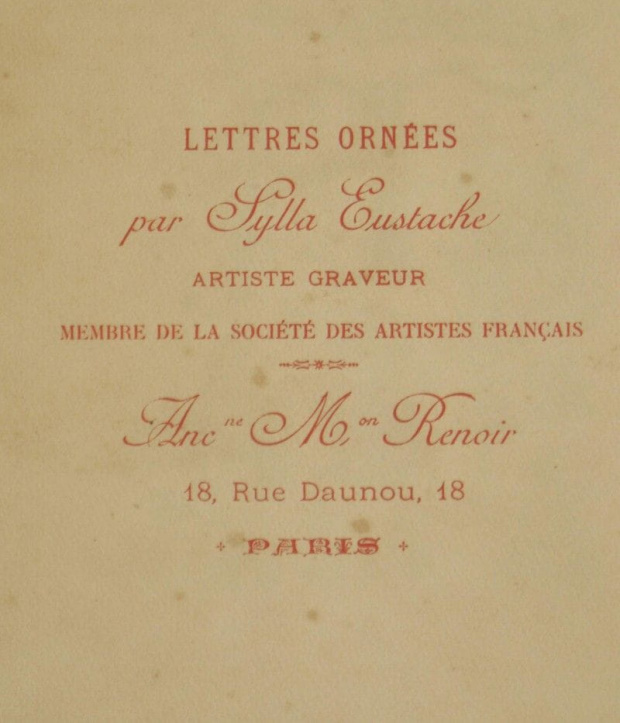 LETTRES ORNÉES
par Sylla Eustache
ARTISTE GRAVEUR
MEMBRE DE LA SOCIÉTÉ DES ARTISTES FRANÇAIS
Anc.ne M.on Renoir
18, Rue Daunou, 18
PARIS